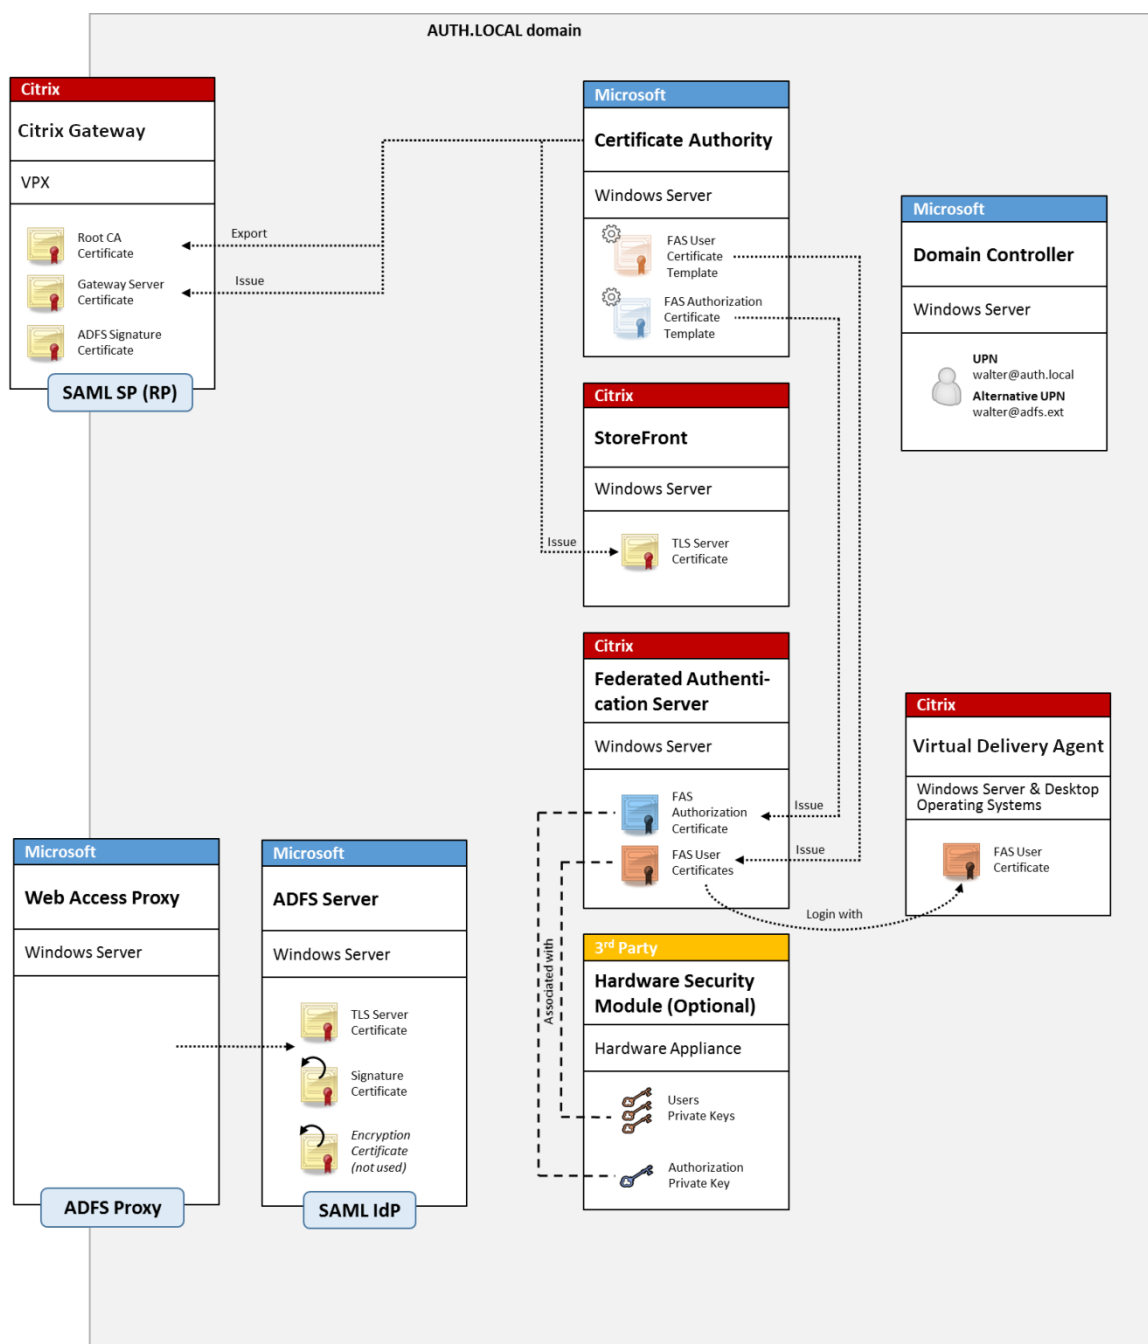 AUTH.LOCAL domain
Citrix
Citrix Gateway
VPX
Root CA
Certificate
Gateway Server
Certificate
ADFS Signature
Certificate
SAML SP (RP)
Export
Issue
Microsoft
Certificate Authority
Windows Server
FAS User
Certificate
Template
FAS Authorization
Certificate
Template
Microsoft
Domain Controller
Windows Server
UPN
walter@auth.local
Alternative UPN
walter@adfs.ext
Citrix
StoreFront
Windows Server
Issue
TLS Server
Certificate
Citrix
Federated Authenti-
cation Server
Windows Server
FAS
Authorization
Certificate
FAS User
Certificates
Issue
Issue
Citrix
Virtual Delivery Agent
Windows Server & Desktop
Operating Systems
FAS User
Certificate
Login with
Associated with
3rd Party
Hardware Security
Module (Optional)
Hardware Appliance
Users
Private Keys
Authorization
Private Key
Microsoft
Web Access Proxy
Windows Server
ADFS Proxy
Microsoft
ADFS Server
Windows Server
TLS Server
Certificate
Signature
Certificate
Encryption
Certificate
(not used)
SAML IdP